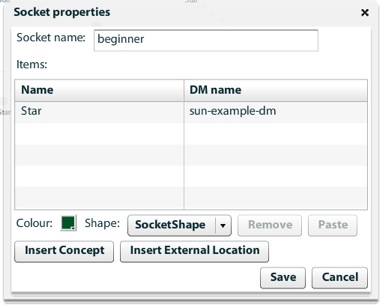 Socket properties ×
Socket name: beginner
Items:
Name DM name
Star sun-example-dm
Colour: Shape: SocketShape Remove Paste
Insert Concept Insert External Location
Save Cancel